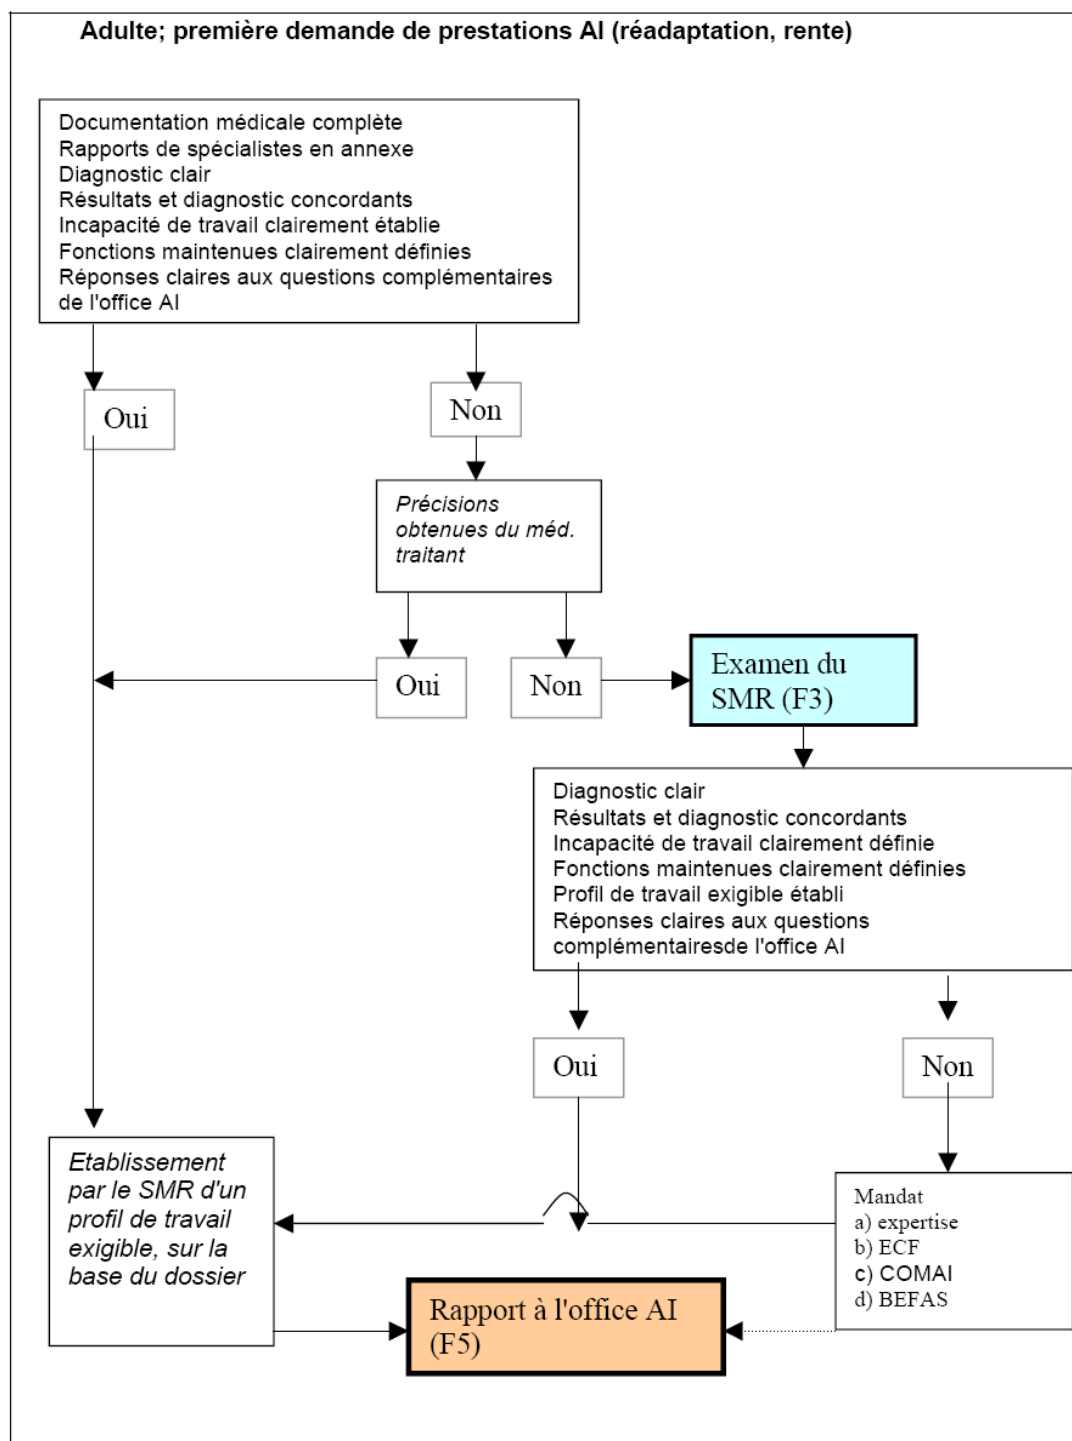 Adulte; première demande de prestations AI (réadaptation, rente)
Documentation médicale complète
Rapports de spécialistes en annexe
Diagnostic clair
Résultats et diagnostic concordants
Incapacité de travail clairement établie
Fonctions maintenues clairement définies
Réponses claires aux questions complémentaires
de l'office AI
Oui
Non
Précisions
obtenues du méd.
traitant
Oui
Non
Examen du
SMR (F3)
Diagnostic clair
Résultats et diagnostic concordants
Incapacité de travail clairement définie
Fonctions maintenues clairement définies
Profil de travail exigible établi
Réponses claires aux questions
complémentairesde l'office AI
Oui
Non
Etablissement
par le SMR d'un
profil de travail
exigible, sur la
base du dossier
Mandat
a) expertise
b) ECF
c) COMAI
d) BEFAS
Rapport à l'office AI
(F5)